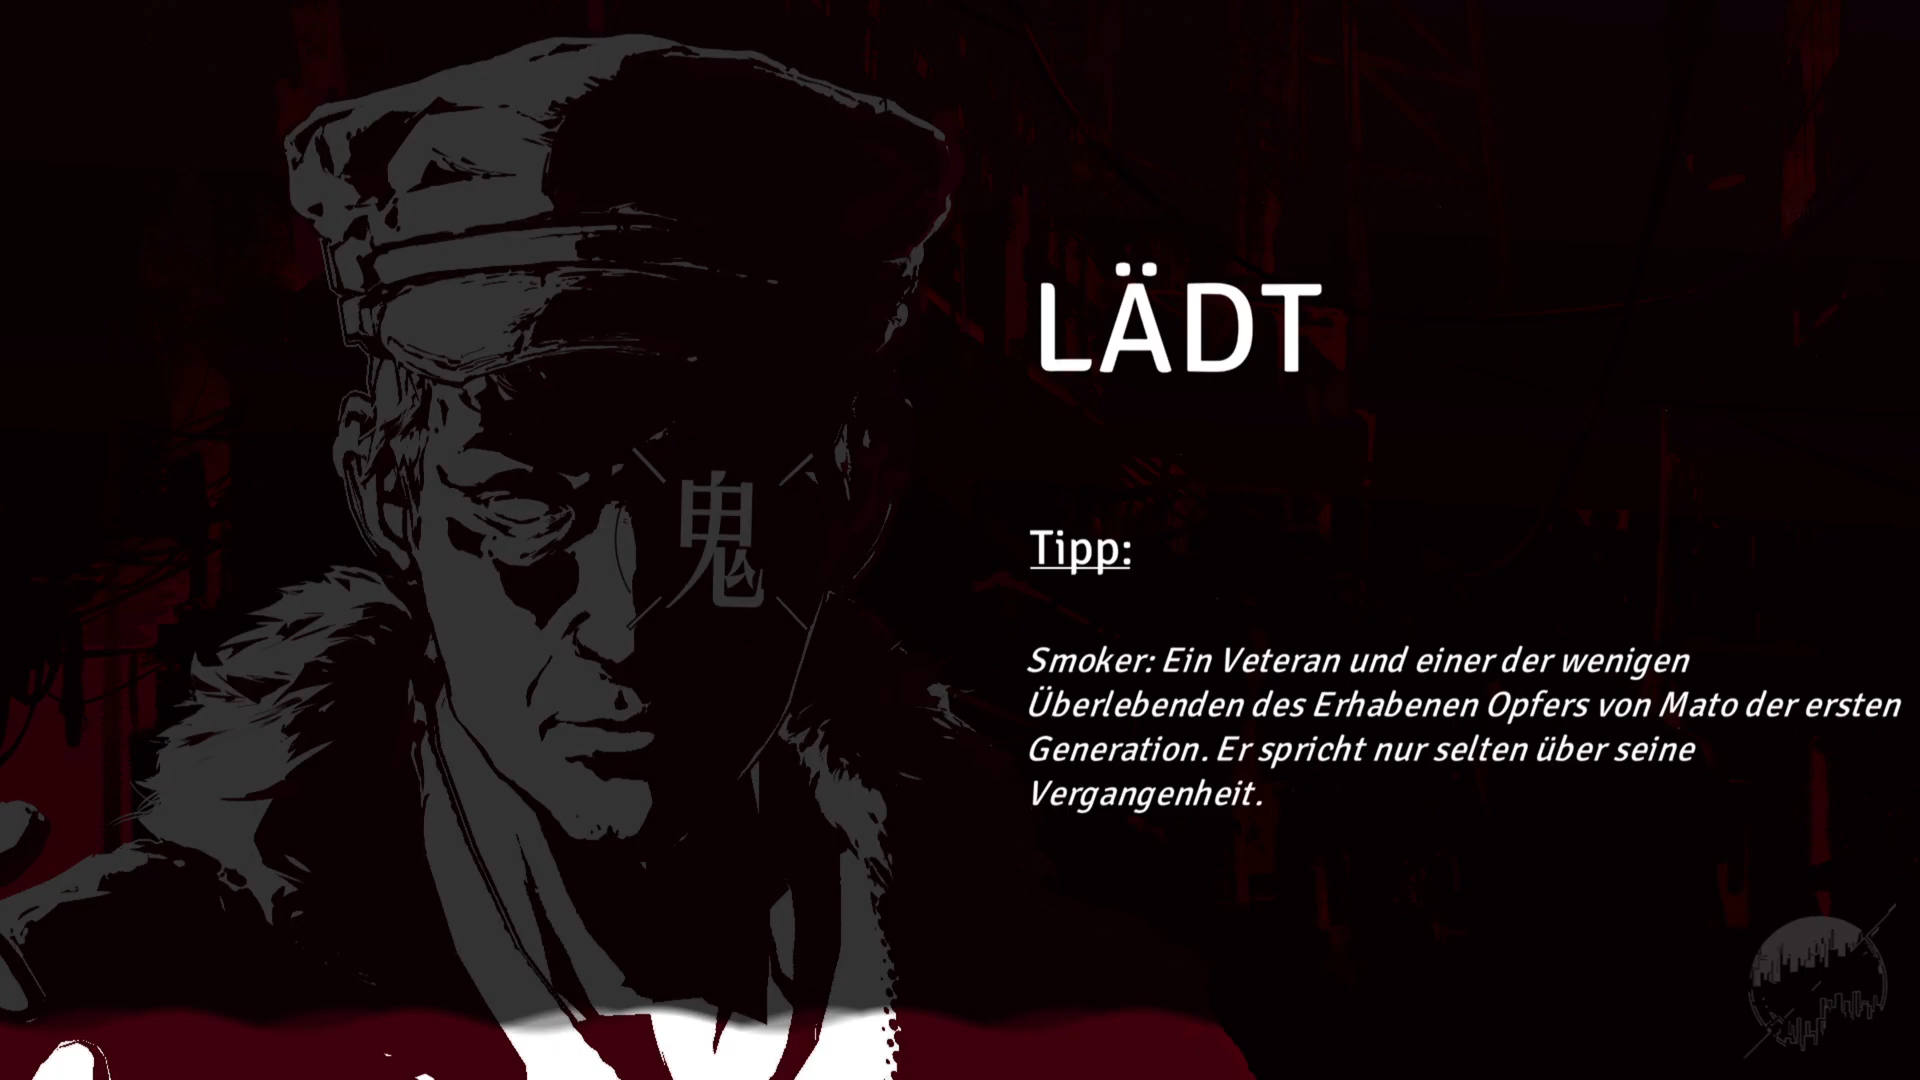 鬼
LÄDT
Tipp:
Smoker: Ein Veteran und einer der wenigen
Überlebenden des Erhabenen Opfers von Mato der ersten
Generation. Er spricht nur selten über seine
Vergangenheit.